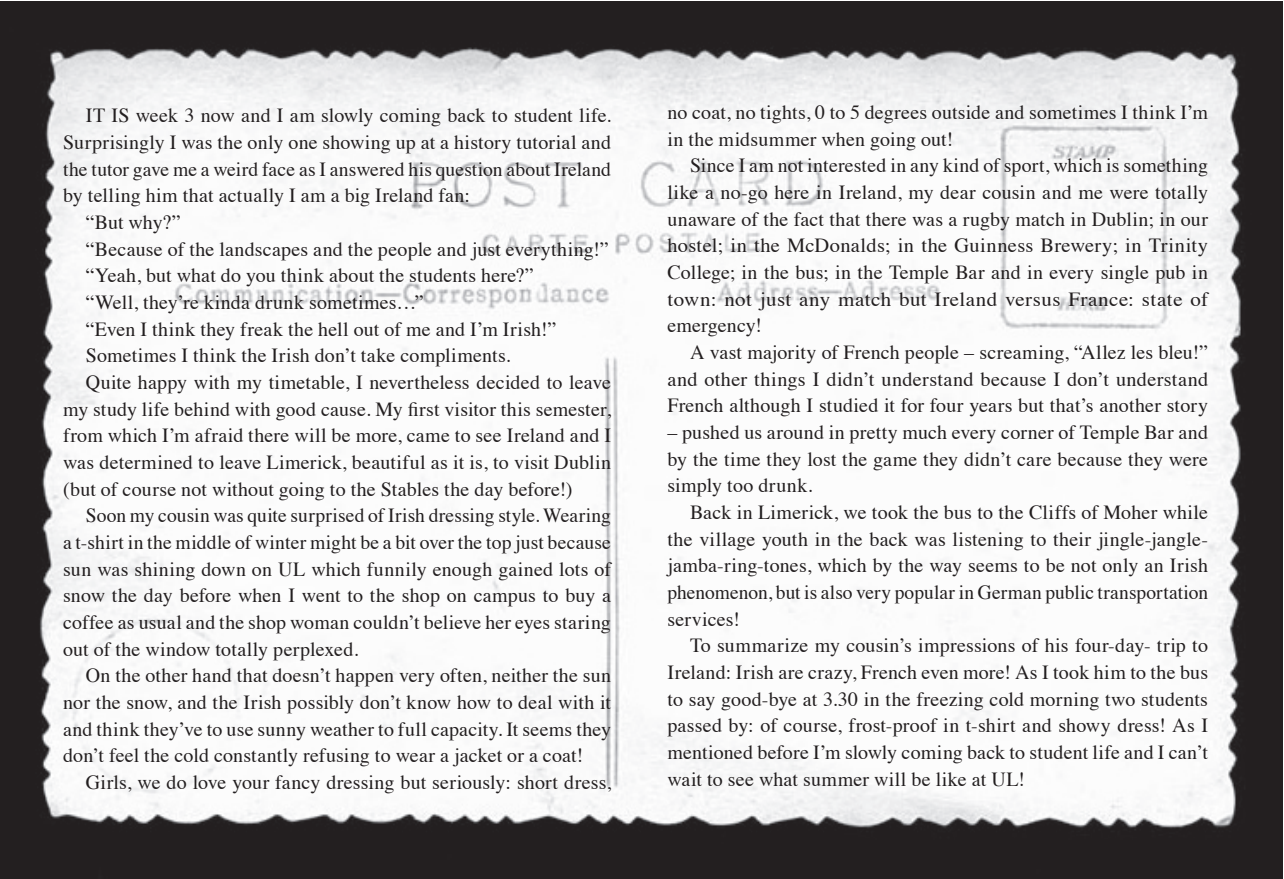 POST CARD
CARTE POSTALE
Communication—Correspondance
Address—Adresse
STAMP
HERE
IT IS week 3 now and I am slowly coming back to student life.
Surprisingly I was the only one showing up at a history tutorial and
the tutor gave me a weird face as I answered his question about Ireland
by telling him that actually I am a big Ireland fan:
“But why?”
“Because of the landscapes and the people and just everything!”
“Yeah, but what do you think about the students here?”
“Well, they’re kinda drunk sometimes…”
“Even I think they freak the hell out of me and I’m Irish!”
Sometimes I think the Irish don’t take compliments.
Quite happy with my timetable, I nevertheless decided to leave
my study life behind with good cause. My first visitor this semester,
from which I’m afraid there will be more, came to see Ireland and I
was determined to leave Limerick, beautiful as it is, to visit Dublin
(but of course not without going to the Stables the day before!)
Soon my cousin was quite surprised of Irish dressing style. Wearing
a t-shirt in the middle of winter might be a bit over the top just because
sun was shining down on UL which funnily enough gained lots of
snow the day before when I went to the shop on campus to buy a
coffee as usual and the shop woman couldn’t believe her eyes staring
out of the window totally perplexed.
On the other hand that doesn’t happen very often, neither the sun
nor the snow, and the Irish possibly don’t know how to deal with it
and think they’ve to use sunny weather to full capacity. It seems they
don’t feel the cold constantly refusing to wear a jacket or a coat!
Girls, we do love your fancy dressing but seriously: short dress,
no coat, no tights, 0 to 5 degrees outside and sometimes I think I’m
in the midsummer when going out!
Since I am not interested in any kind of sport, which is something
like a no-go here in Ireland, my dear cousin and me were totally
unaware of the fact that there was a rugby match in Dublin; in our
hostel; in the McDonalds; in the Guinness Brewery; in Trinity
College; in the bus; in the Temple Bar and in every single pub in
town: not just any match but Ireland versus France: state of
emergency!
A vast majority of French people – screaming, “Allez les bleu!”
and other things I didn’t understand because I don’t understand
French although I studied it for four years but that’s another story
– pushed us around in pretty much every corner of Temple Bar and
by the time they lost the game they didn’t care because they were
simply too drunk.
Back in Limerick, we took the bus to the Cliffs of Moher while
the village youth in the back was listening to their jingle-jangle-
jamba-ring-tones, which by the way seems to be not only an Irish
phenomenon, but is also very popular in German public transportation
services!
To summarize my cousin’s impressions of his four-day- trip to
Ireland: Irish are crazy, French even more! As I took him to the bus
to say good-bye at 3.30 in the freezing cold morning two students
passed by: of course, frost-proof in t-shirt and showy dress! As I
mentioned before I’m slowly coming back to student life and I can’t
wait to see what summer will be like at UL!